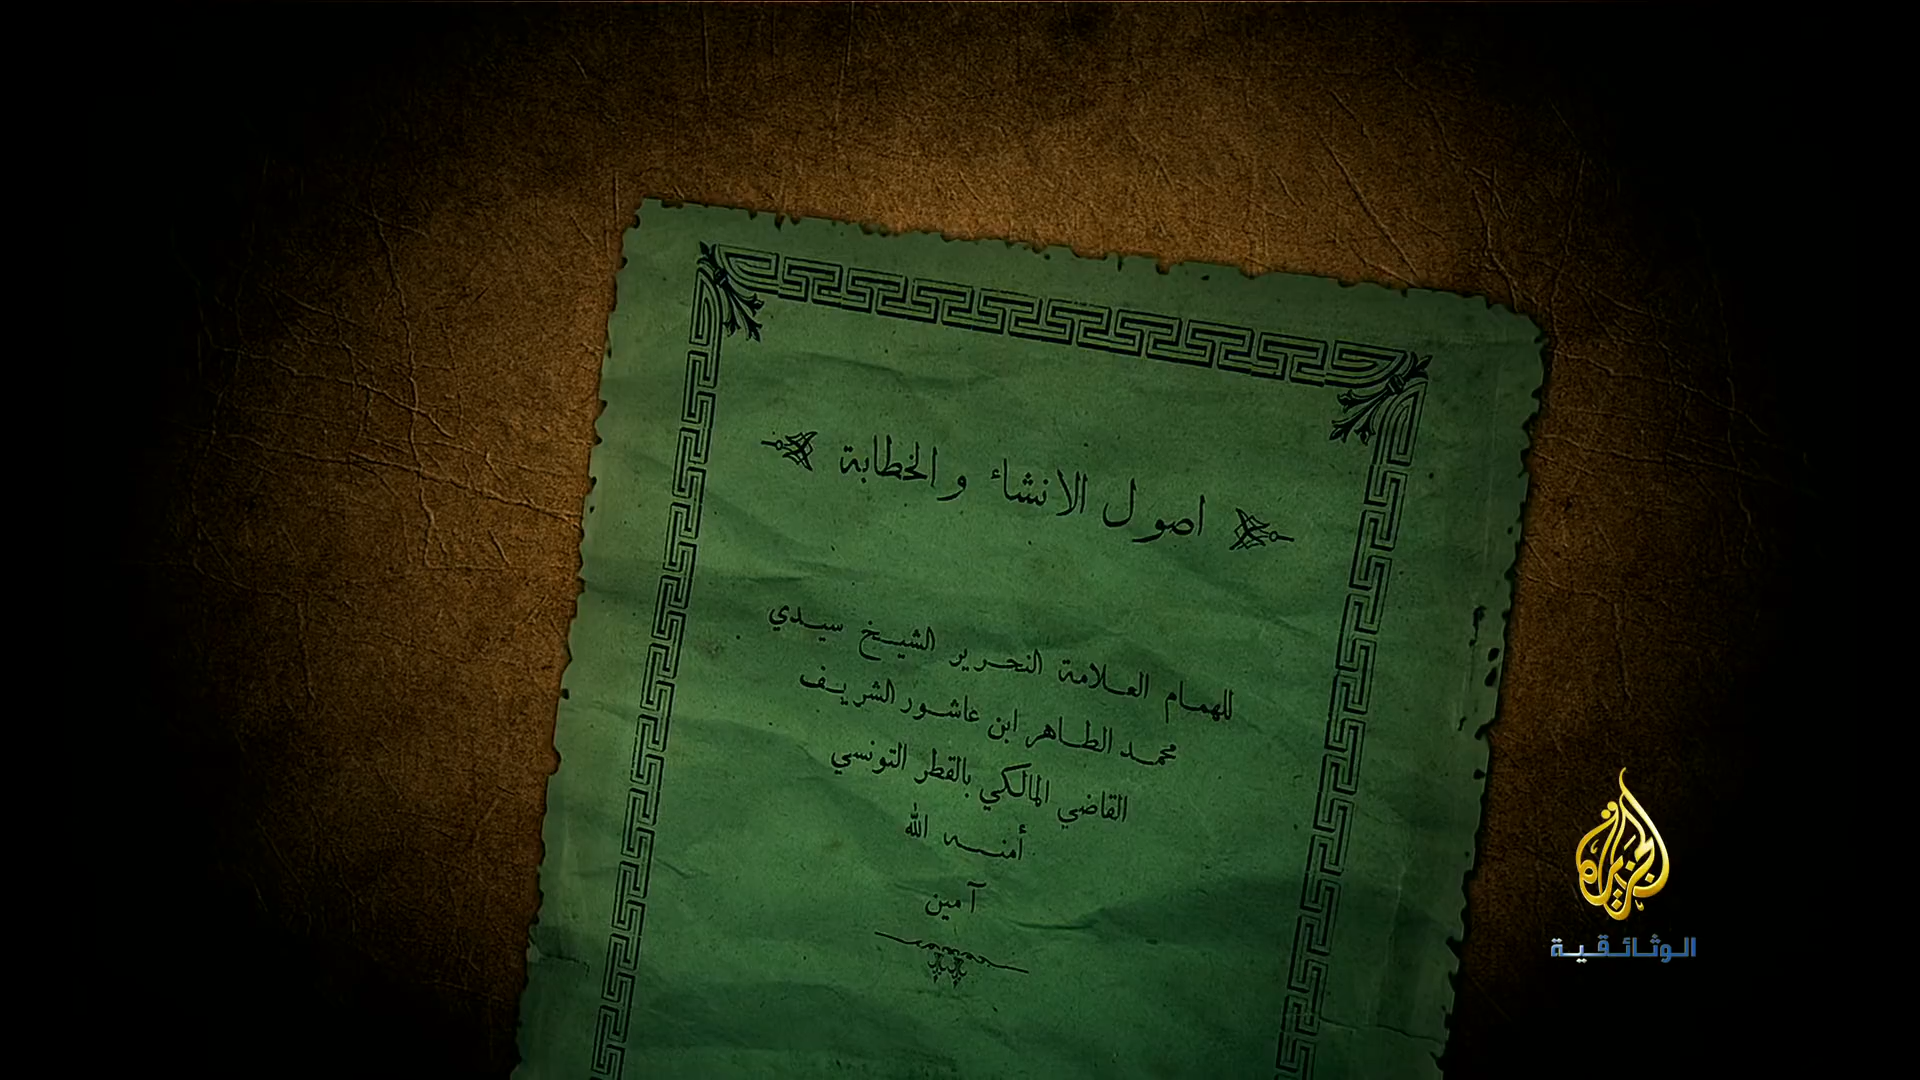 اصول الانشاء والخطابة
للهمام العلامة النحرير الشيخ سيدي
محمد الطاهر ابن عاشور الشريف
القاضي المالكي بالقطر التونسي
أمنه الله
آمين
الجزيرة
الوثائقية